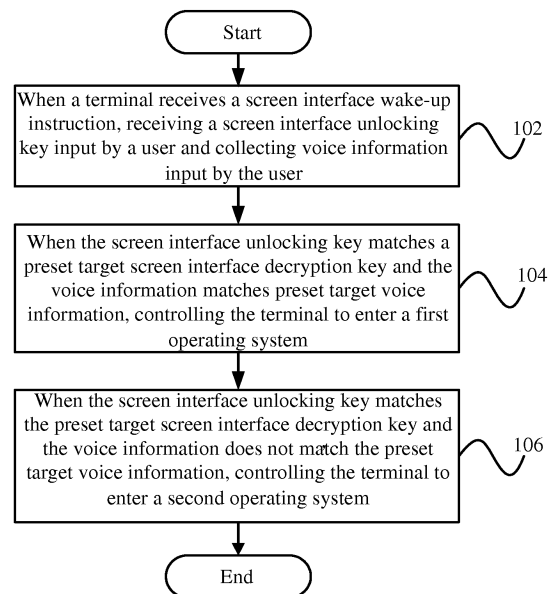 Start
When a terminal receives a screen interface wake-up
instruction, receiving a screen interface unlocking
key input by a user and collecting voice information
input by the user
102
When the screen interface unlocking key matches a
preset target screen interface decryption key and the
voice information matches preset target voice
information, controlling the terminal to enter a first
operating system
104
When the screen interface unlocking key matches
the preset target screen interface decryption key and
the voice information does not match the preset
target voice information, controlling the terminal to
enter a second operating system
106
End